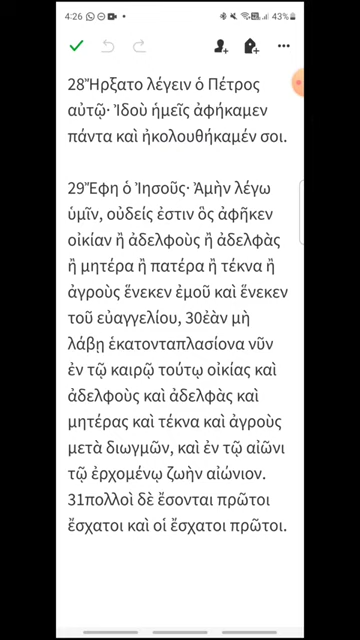 4:26
43%
28Ἤρξατο λέγειν ὁ Πέτρος
αὐτῷ· Ἰδοὺ ἡμεῖς ἀφήκαμεν
πάντα καὶ ἠκολουθήκαμέν σοι.
29Ἔφη ὁ Ἰησοῦς· Ἀμὴν λέγω
ὑμῖν, οὐδείς ἐστιν ὃς ἀφῆκεν
οἰκίαν ἢ ἀδελφοὺς ἢ ἀδελφὰς
ἢ μητέρα ἢ πατέρα ἢ τέκνα ἢ
ἀγροὺς ἕνεκεν ἐμοῦ καὶ ἕνεκεν
τοῦ εὐαγγελίου, 30ἐὰν μὴ
λάβῃ ἑκατονταπλασίονα νῦν
ἐν τῷ καιρῷ τούτῳ οἰκίας καὶ
ἀδελφοὺς καὶ ἀδελφὰς καὶ
μητέρας καὶ τέκνα καὶ ἀγροὺς
μετὰ διωγμῶν, καὶ ἐν τῷ αἰῶνι
τῷ ἐρχομένῳ ζωὴν αἰώνιον.
31πολλοὶ δὲ ἔσονται πρῶτοι
ἔσχατοι καὶ οἱ ἔσχατοι πρῶτοι.